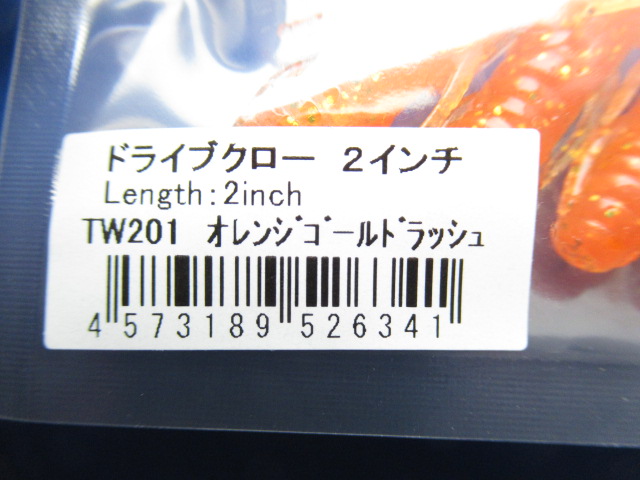 ドライブクロー 2インチ
Length:2inch
TW201 オレンジゴールドラッシュ
4 573189 526341